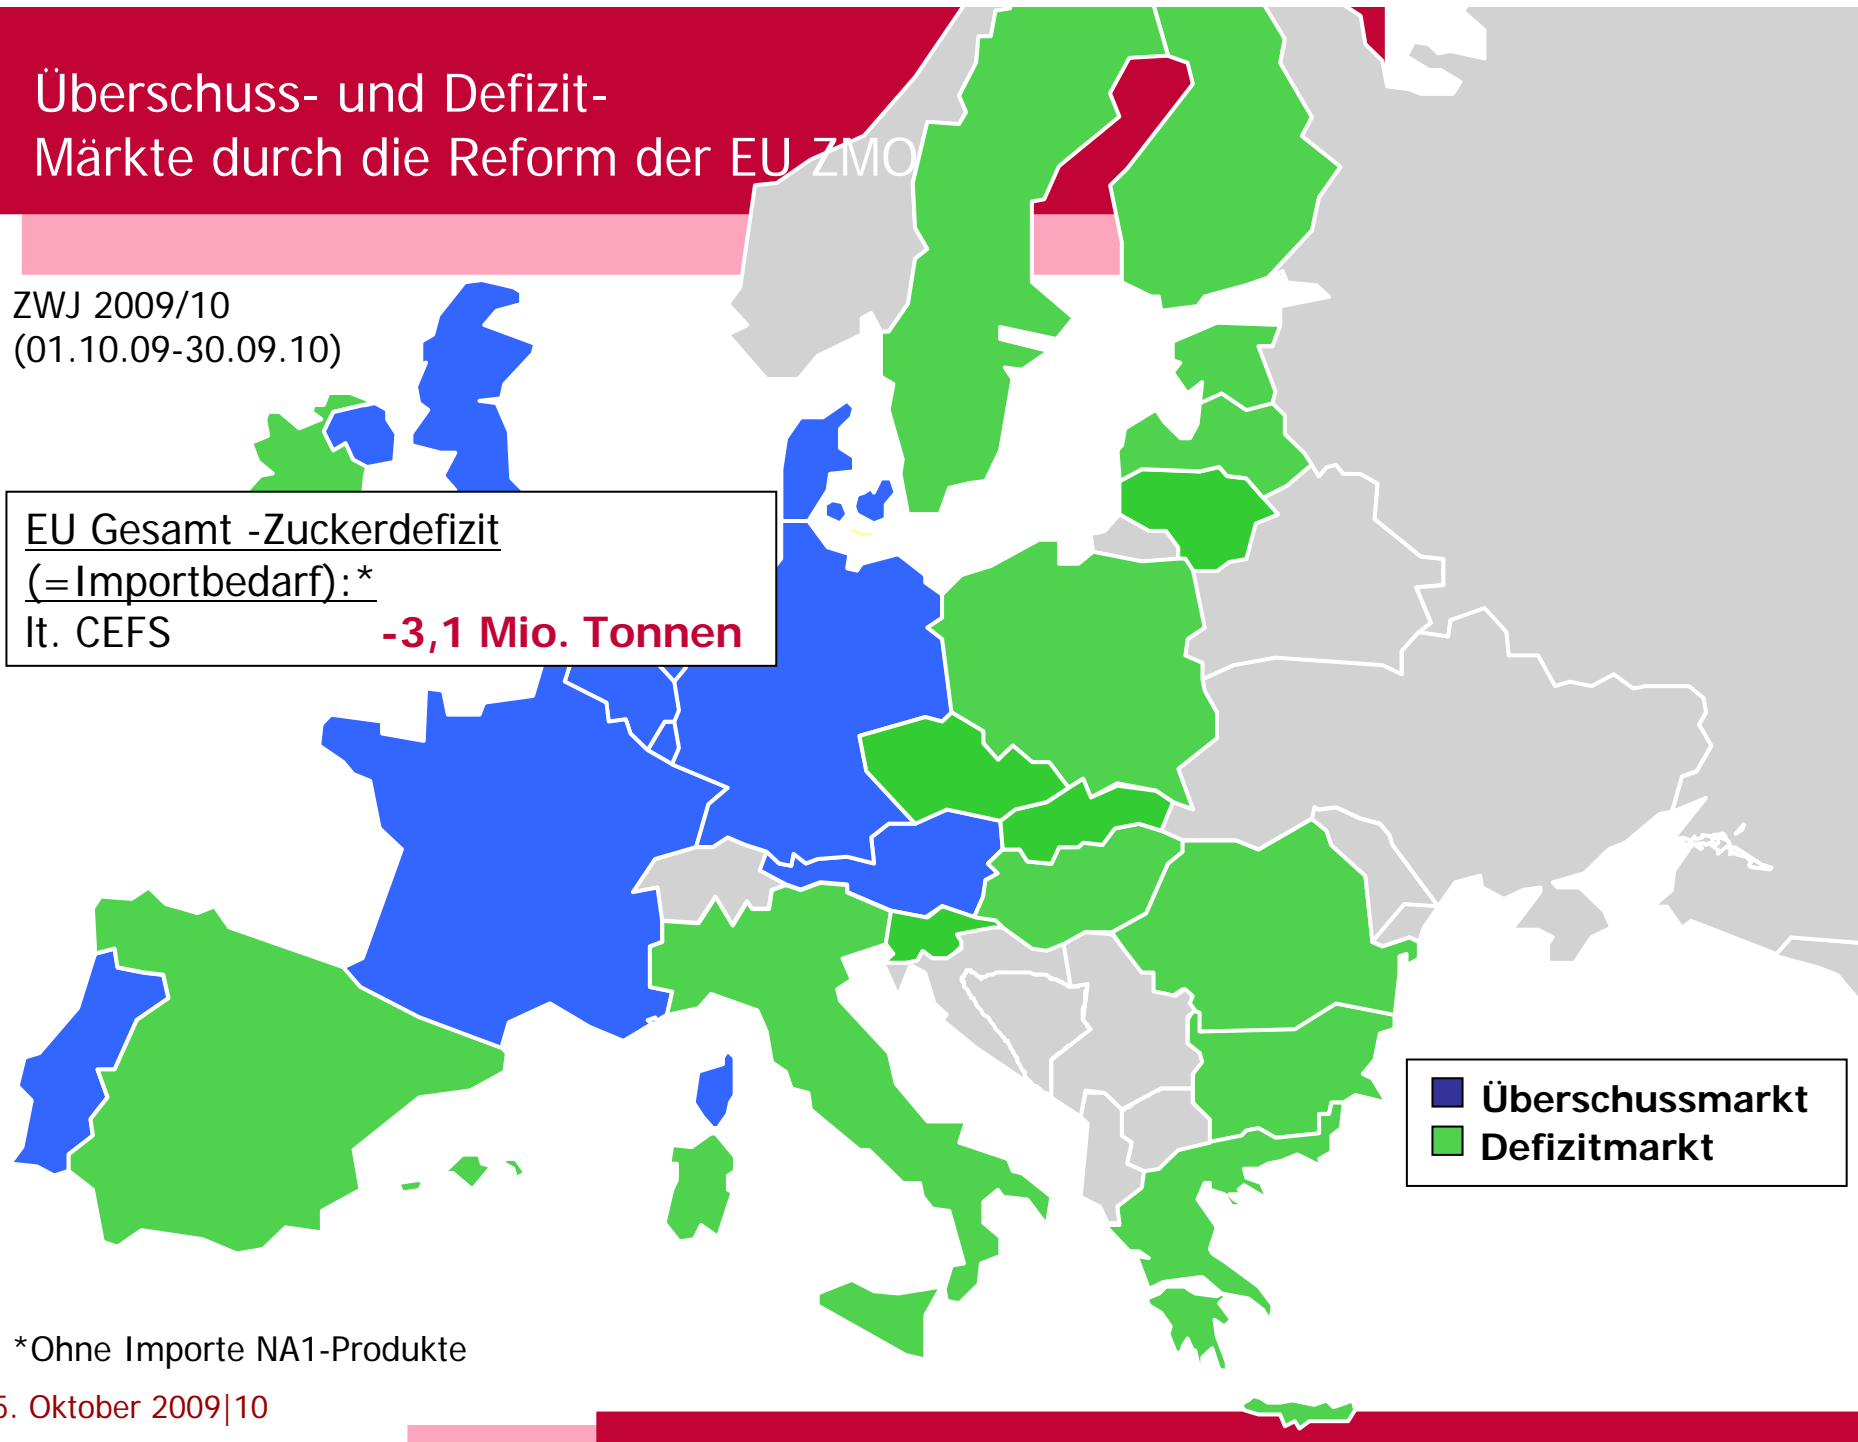 Überschuss- und Defizit-
Märkte durch die Reform der EU ZMO
ZWJ 2009/10
(01.10.09-30.09.10)
EU Gesamt -Zuckerdefizit
(=Importbedarf):*
lt. CEFS -3,1 Mio. Tonnen
Überschussmarkt
Defizitmarkt
*Ohne Importe NA1-Produkte
. Oktober 2009|10